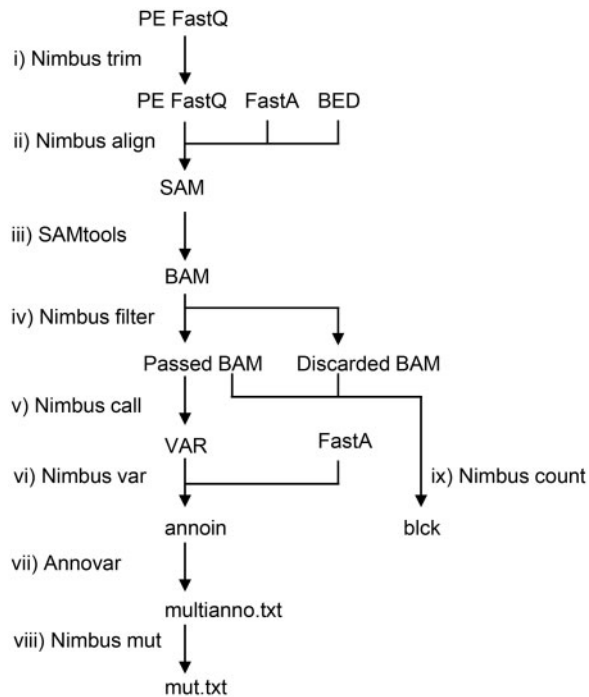 PE FastQ
i) Nimbus trim
PE FastQ FastA BED
ii) Nimbus align
SAM
iii) SAMtools
BAM
iv) Nimbus filter
Passed BAM Discarded BAM
v) Nimbus call
VAR FastA
vi) Nimbus var ix) Nimbus count
annoin blck
vii) Annovar
multianno.txt
viii) Nimbus mut
mut.txt